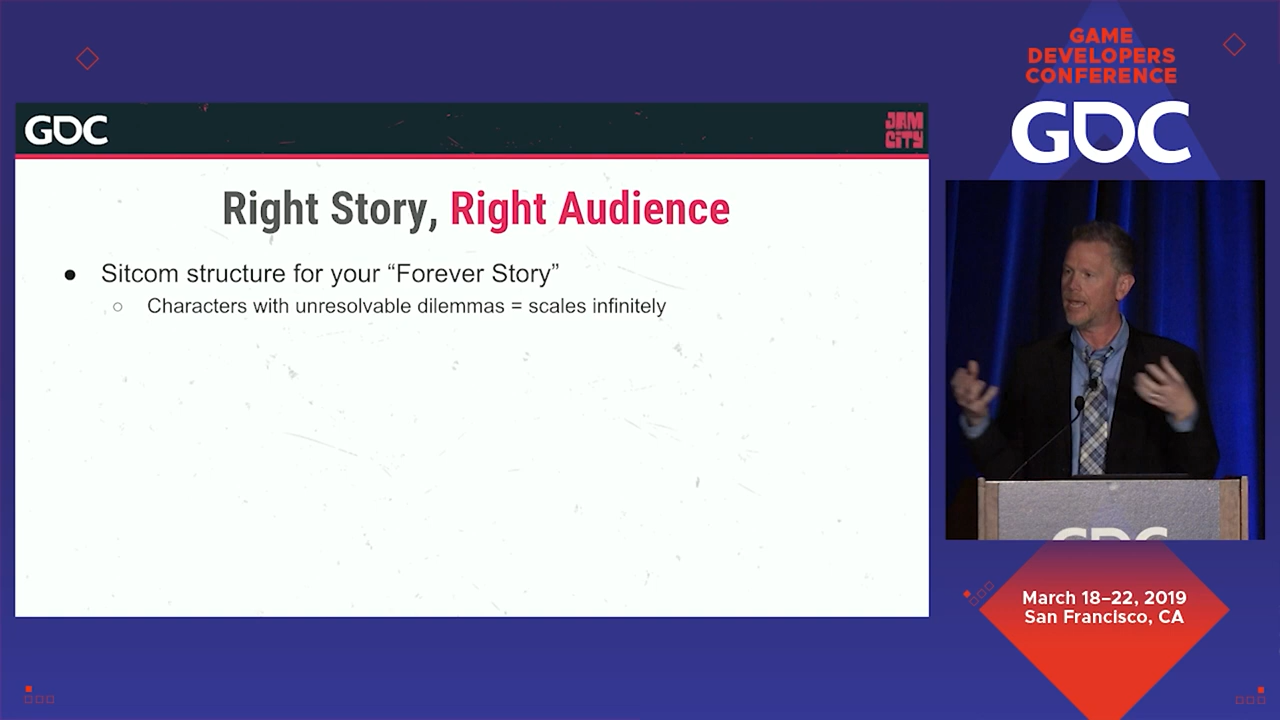 GAME
DEVELOPERS
CONFERENCE
GDC
GDC
JAM
CITY
Right Story, Right Audience
● Sitcom structure for your “Forever Story”
○ Characters with unresolvable dilemmas = scales infinitely
GDC
March 18–22, 2019
San Francisco, CA